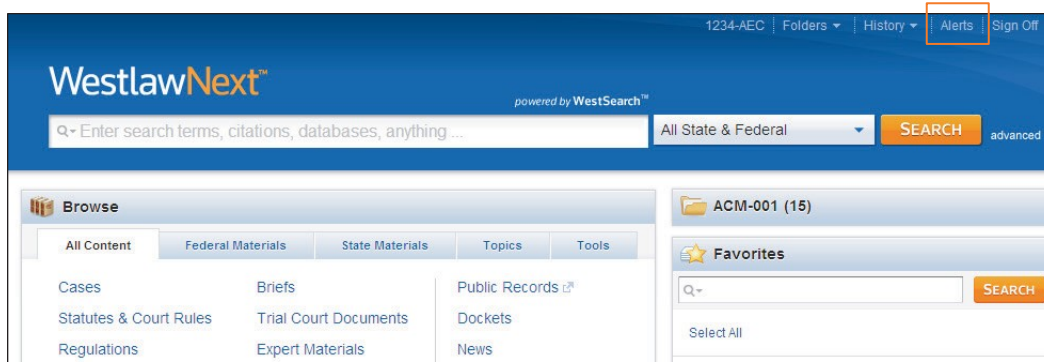 1234-AEC Folders History Alerts Sign Off
WestlawNext™
powered by WestSearch™
Enter search terms, citations, databases, anything ...
All State & Federal
SEARCH
advanced
Browse
All Content Federal Materials State Materials Topics Tools
Cases Briefs Public Records
Statutes & Court Rules Trial Court Documents Dockets
Regulations Expert Materials News
ACM-001 (15)
Favorites
SEARCH
Select All